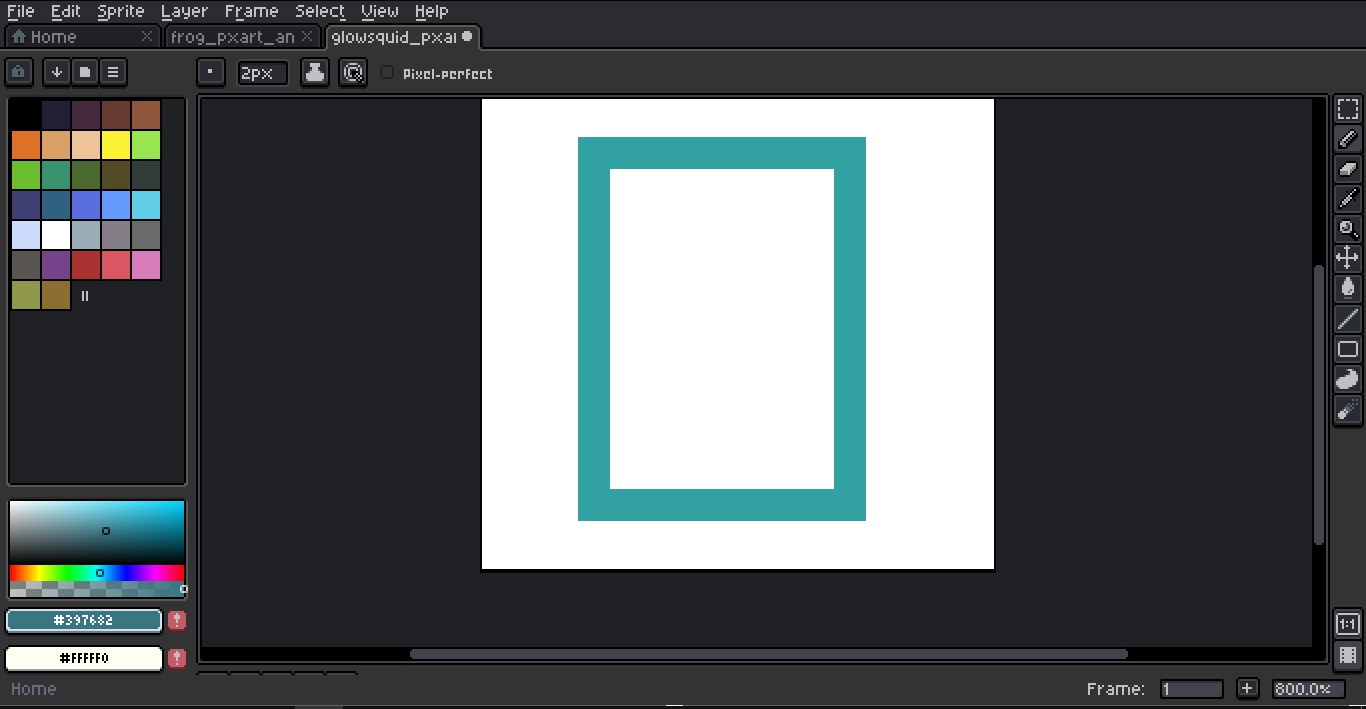 File Edit Sprite Layer Frame Select View Help
Home frog_pxart_an glowsquid_pxar
2px Pixel-perfect
#397682
#FFFFF0
1:1
Home Frame: 1 800.0%